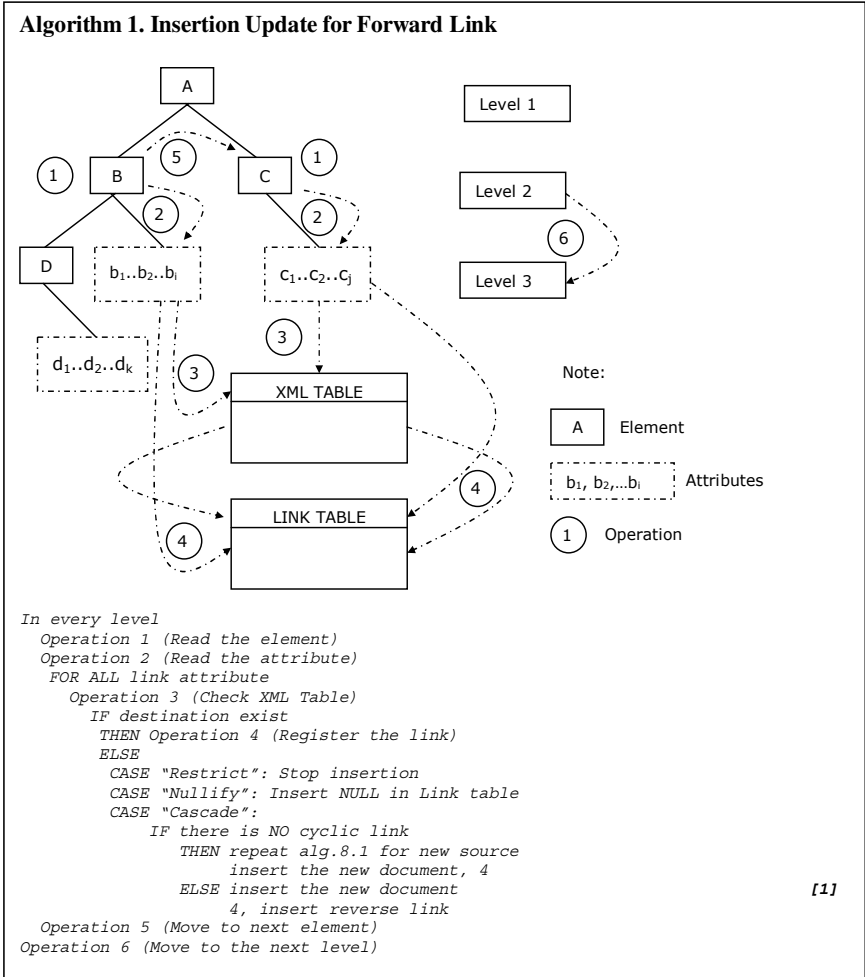 Algorithm 1. Insertion Update for Forward Link
A
Level 1
5
1
B
C
1
Level 2
2
2
6
D
b₁..b₂..bᵢ
c₁..c₂..cⱼ
Level 3
3
d₁..d₂..dₖ
3
XML TABLE
Note:
A Element
b₁, b₂,...bᵢ Attributes
4
LINK TABLE
4
1 Operation
In every level
Operation 1 (Read the element)
Operation 2 (Read the attribute)
FOR ALL link attribute
Operation 3 (Check XML Table)
IF destination exist
THEN Operation 4 (Register the link)
ELSE
CASE “Restrict”: Stop insertion
CASE “Nullify”: Insert NULL in Link table
CASE “Cascade”:
IF there is NO cyclic link
THEN repeat alg.8.1 for new source
insert the new document, 4
ELSE insert the new document [1]
4, insert reverse link
Operation 5 (Move to next element)
Operation 6 (Move to the next level)